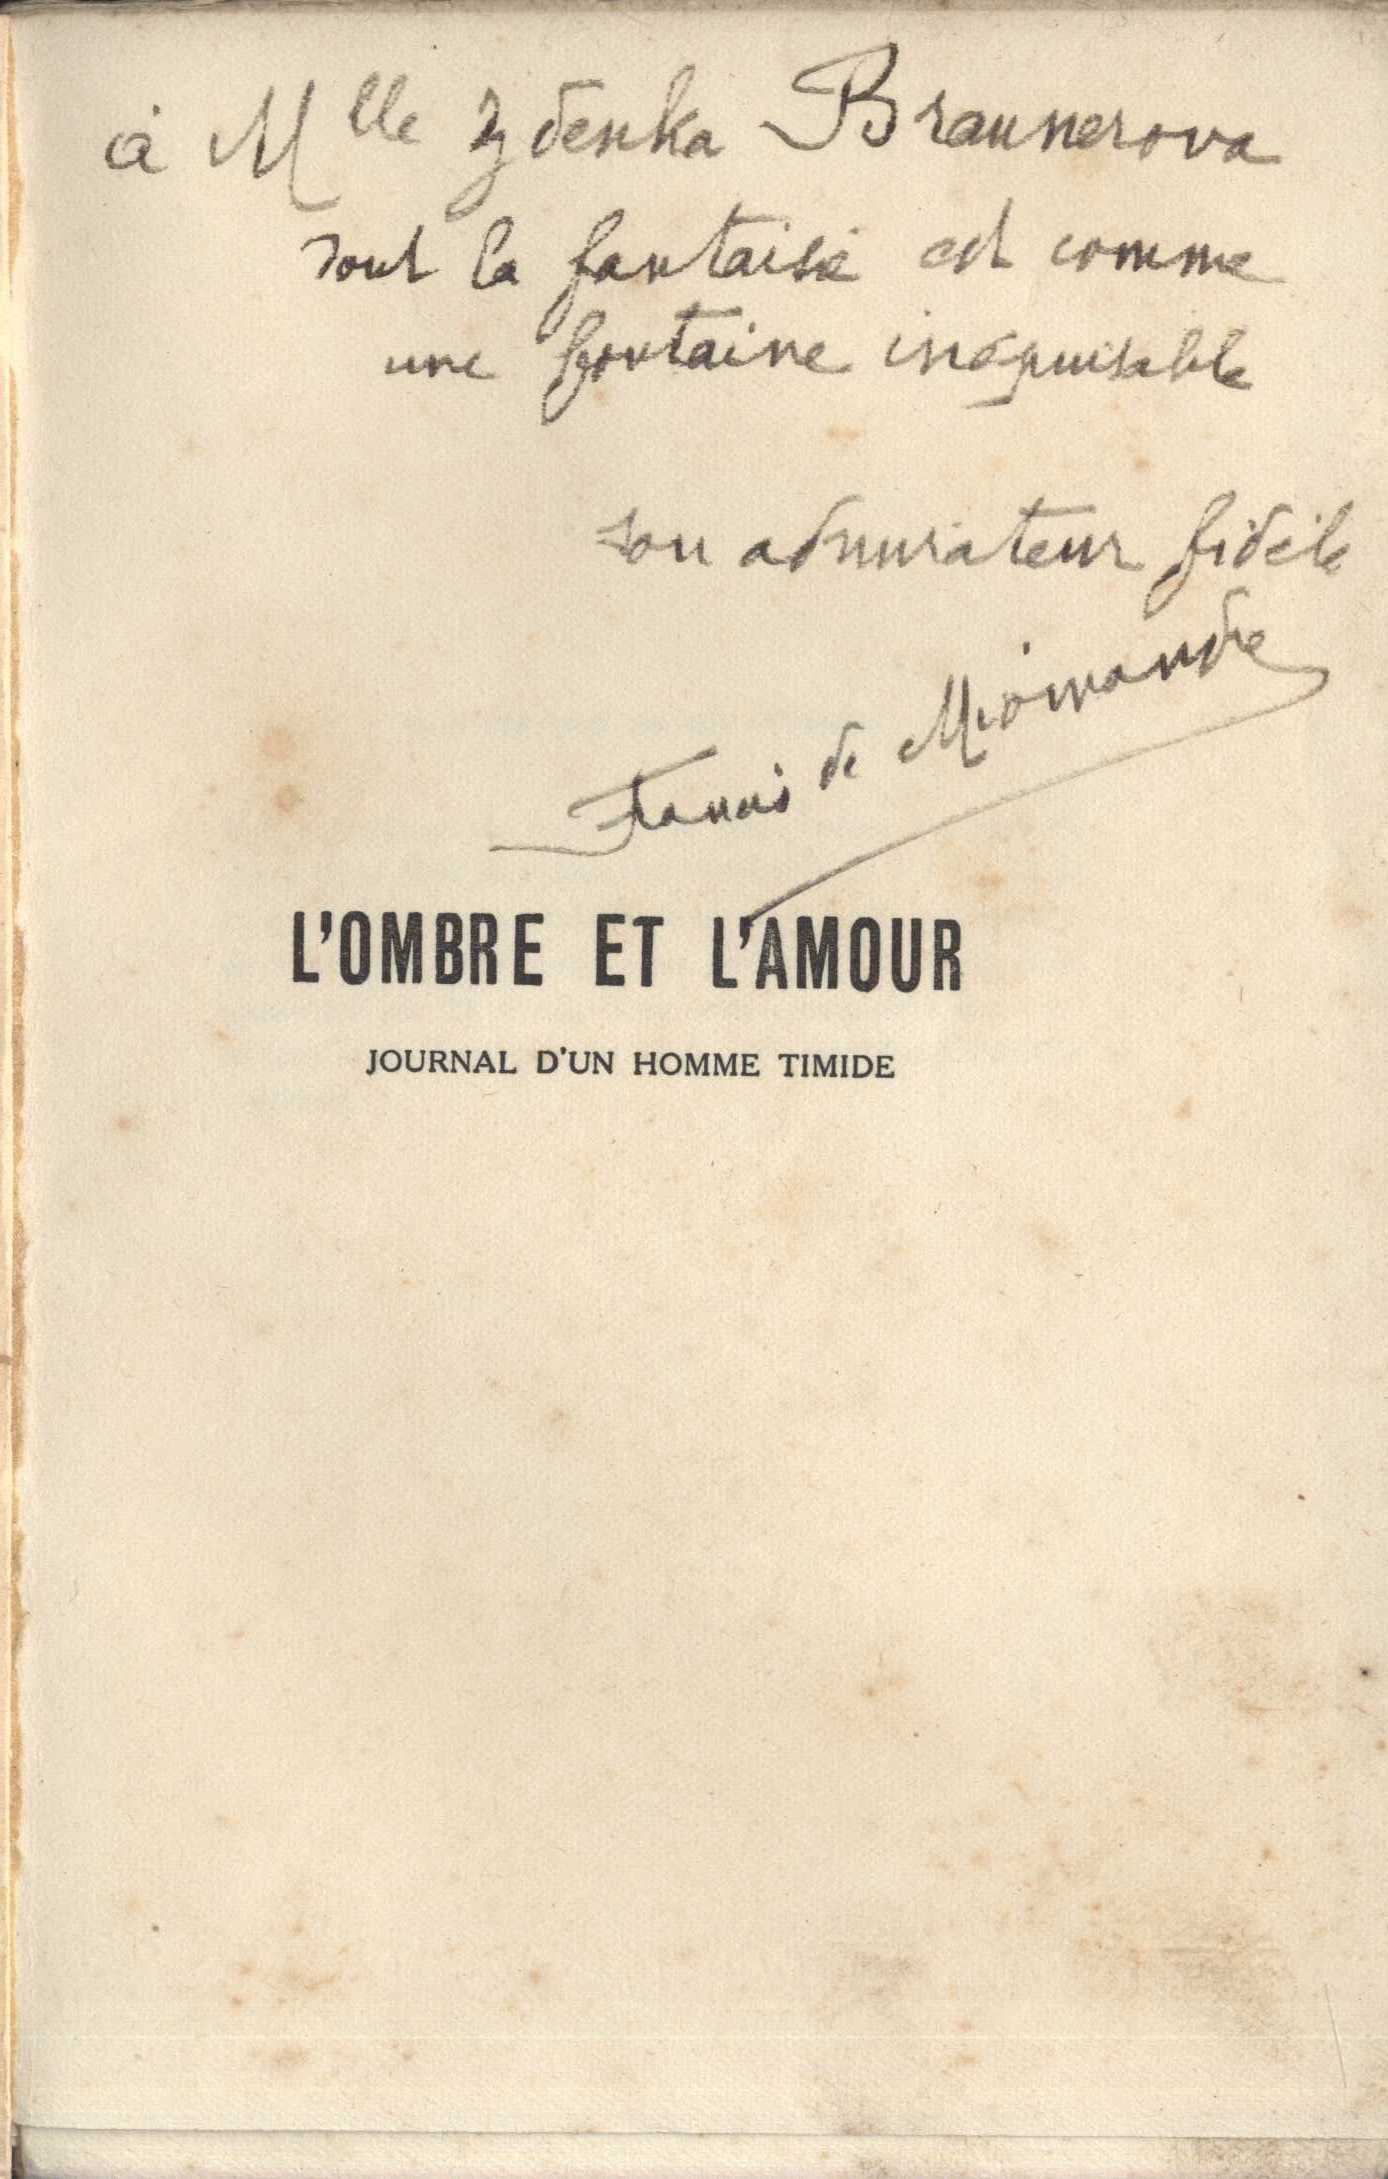 à Mlle Zdenka Braunerova
dont la fantaisie est comme
une fontaine inépuisable
son admirateur fidèle
Francis de Miomandre
L'OMBRE ET L'AMOUR
JOURNAL D'UN HOMME TIMIDE